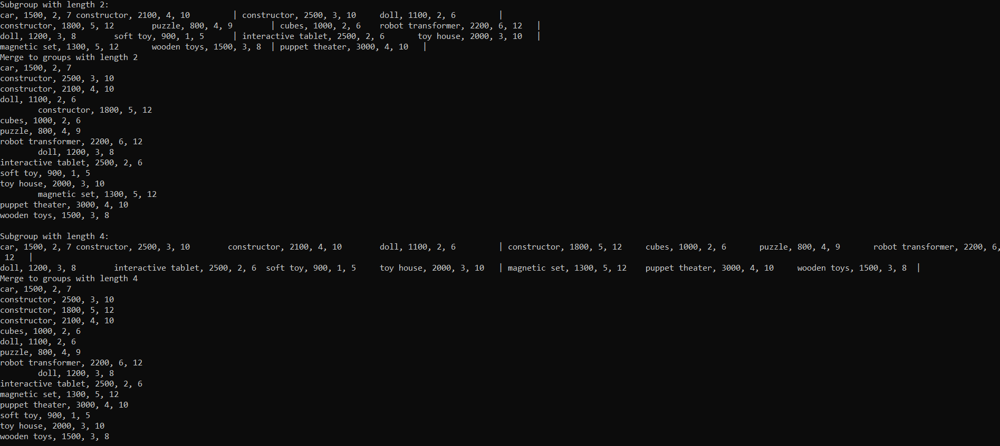 Subgroup with length 2:
car, 1500, 2, 7 constructor, 2100, 4, 10         | constructor, 2500, 3, 10     doll, 1100, 2, 6         |
constructor, 1800, 5, 12        puzzle, 800, 4, 9        | cubes, 1000, 2, 6    robot transformer, 2200, 6, 12   |
doll, 1200, 3, 8        soft toy, 900, 1, 5      | interactive tablet, 2500, 2, 6       toy house, 2000, 3, 10   |
magnetic set, 1300, 5, 12       wooden toys, 1500, 3, 8  | puppet theater, 3000, 4, 10   |
Merge to groups with length 2
car, 1500, 2, 7
constructor, 2500, 3, 10
constructor, 2100, 4, 10
doll, 1100, 2, 6
        constructor, 1800, 5, 12
cubes, 1000, 2, 6
puzzle, 800, 4, 9
robot transformer, 2200, 6, 12
        doll, 1200, 3, 8
interactive tablet, 2500, 2, 6
soft toy, 900, 1, 5
toy house, 2000, 3, 10
        magnetic set, 1300, 5, 12
puppet theater, 3000, 4, 10
wooden toys, 1500, 3, 8

Subgroup with length 4:
car, 1500, 2, 7 constructor, 2500, 3, 10        constructor, 2100, 4, 10        doll, 1100, 2, 6         | constructor, 1800, 5, 12     cubes, 1000, 2, 6       puzzle, 800, 4, 9       robot transformer, 2200, 6,
 12   |
doll, 1200, 3, 8        interactive tablet, 2500, 2, 6  soft toy, 900, 1, 5     toy house, 2000, 3, 10   | magnetic set, 1300, 5, 12    puppet theater, 3000, 4, 10     wooden toys, 1500, 3, 8  |
Merge to groups with length 4
car, 1500, 2, 7
constructor, 2500, 3, 10
constructor, 1800, 5, 12
constructor, 2100, 4, 10
cubes, 1000, 2, 6
doll, 1100, 2, 6
puzzle, 800, 4, 9
robot transformer, 2200, 6, 12
        doll, 1200, 3, 8
interactive tablet, 2500, 2, 6
magnetic set, 1300, 5, 12
puppet theater, 3000, 4, 10
soft toy, 900, 1, 5
toy house, 2000, 3, 10
wooden toys, 1500, 3, 8